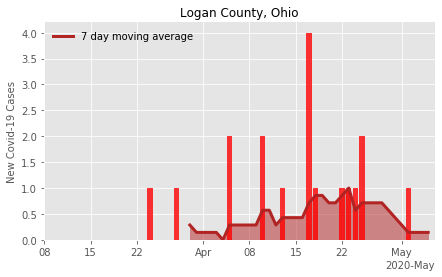 Logan County, Ohio
7 day moving average
New Covid-19 Cases
4.0
3.5
3.0
2.5
2.0
1.5
1.0
0.5
0.0
08 15 22 Apr 08 15 22 May
2020-May